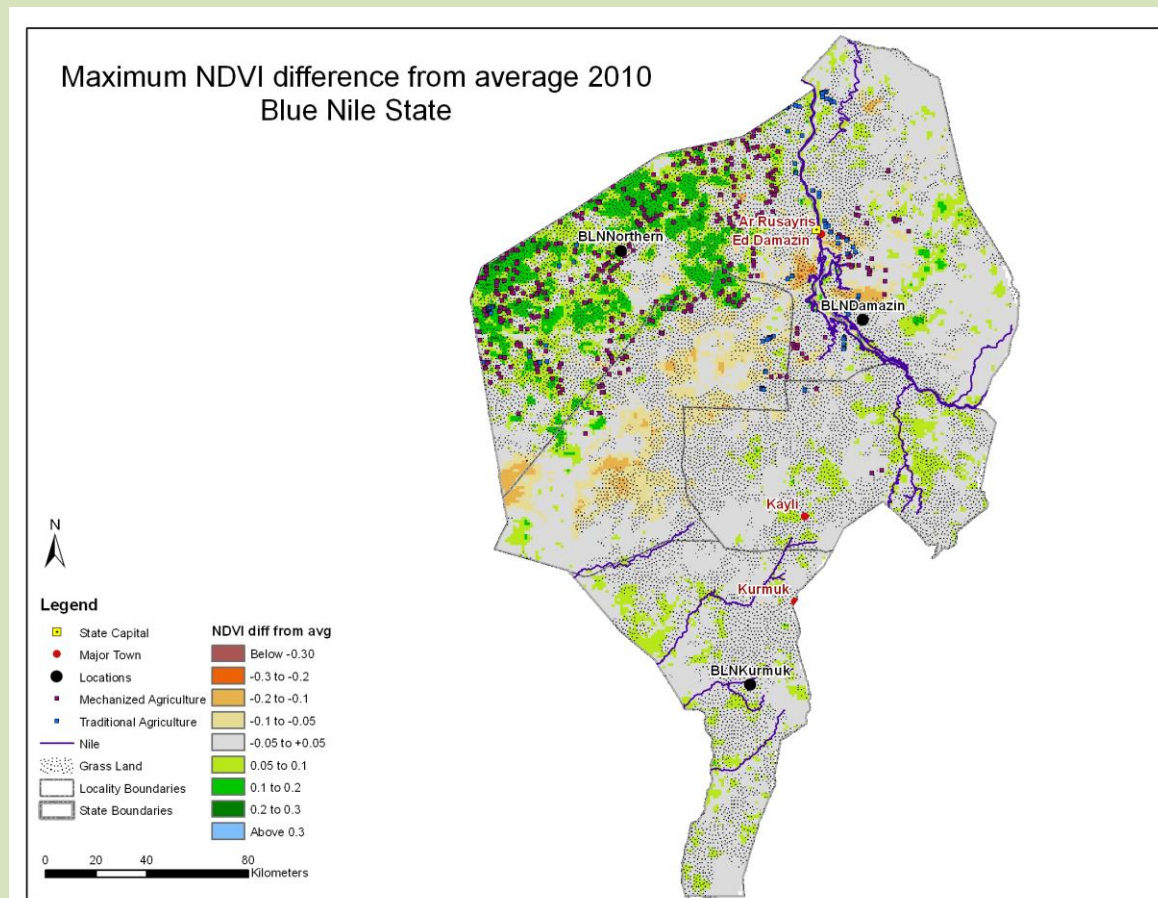 Maximum NDVI difference from average 2010
Blue Nile State
Ar Rusayris
Ed Damazin
BLNNorthern
BLNDamazin
Kayli
Kurmuk
BLNKurmuk
N
Legend
State Capital
Major Town
Locations
Mechanized Agriculture
Traditional Agriculture
Nile
Grass Land
Locality Boundaries
State Boundaries
NDVI diff from avg
Below -0.30
-0.3 to -0.2
-0.2 to -0.1
-0.1 to -0.05
-0.05 to +0.05
0.05 to 0.1
0.1 to 0.2
0.2 to 0.3
Above 0.3
0 20 40 80
Kilometers